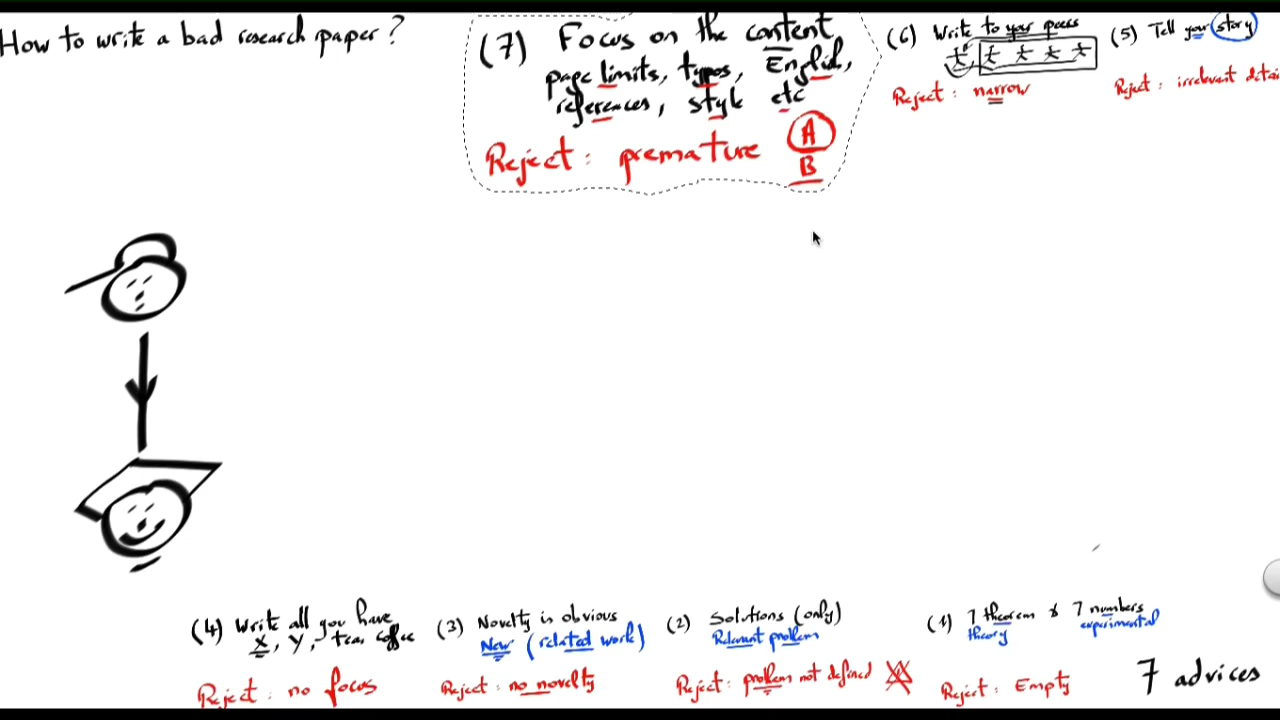 How to write a bad research paper?
(7) Focus on the content
page limits, typos, English,
references, style etc
Reject: premature A
B
(6) Write to your peers
Reject: narrow
(5) Tell your story
Reject: irrelevant detai
(4) Write all you have
X, Y, tea coffee
Reject: no focus
(3) Novelty is obvious
New (related work)
Reject: no novelty
(2) Solutions (only)
Relevant problem
Reject: problem not defined
(1) 7 theorem & 7 numbers
theory experimental
Reject: Empty
7 advices